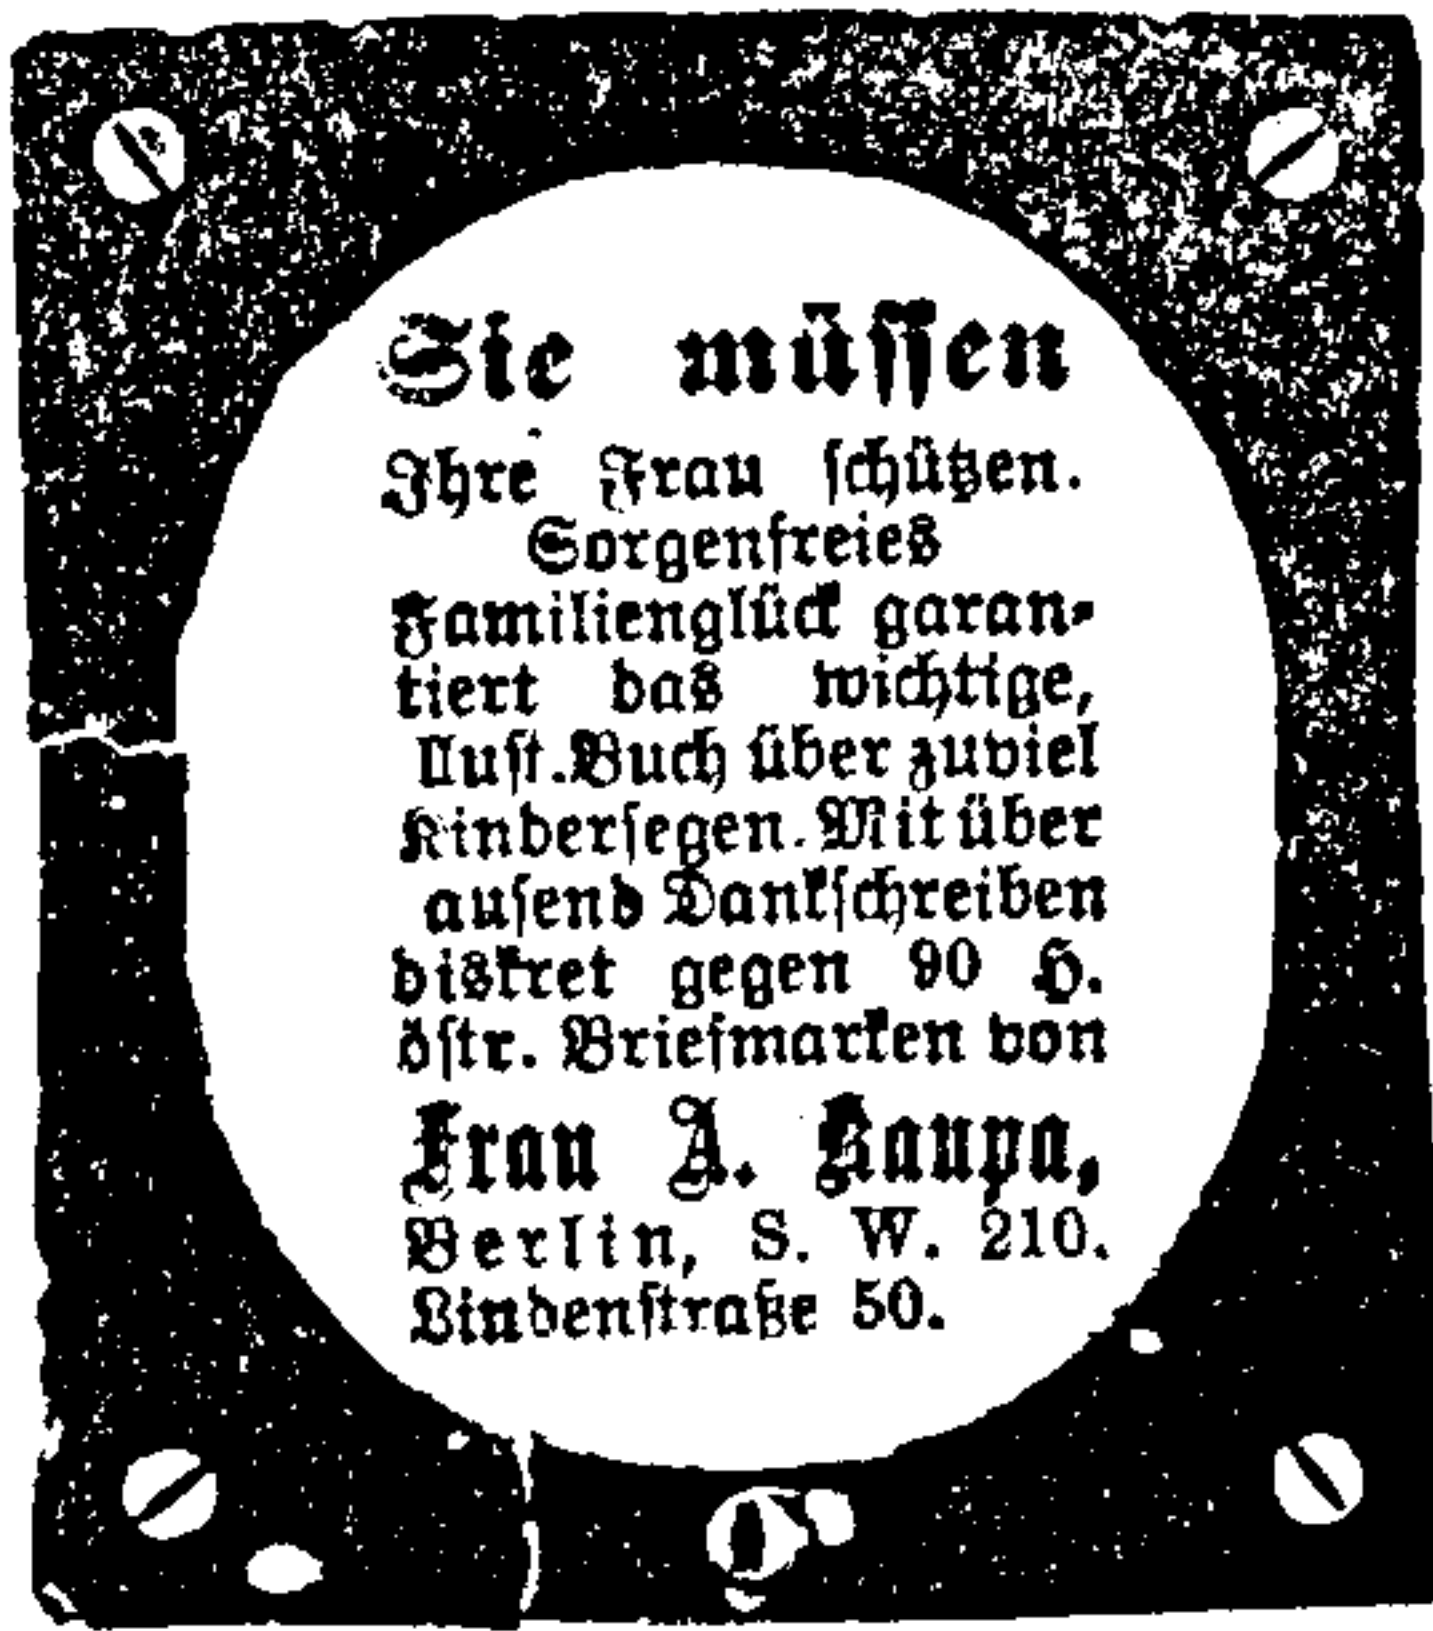 Sie müssen
Ihre Frau schützen.
Sorgenfreies
Familienglück garan-
tiert das wichtige,
llust. Buch über zuviel
Kindersegen. Mit über
ausend Dankschreiben
diskret gegen 90 H.
östr. Briefmarken von
Frau A. Kaupa,
Berlin, S. W. 210.
Lindenstraße 50.